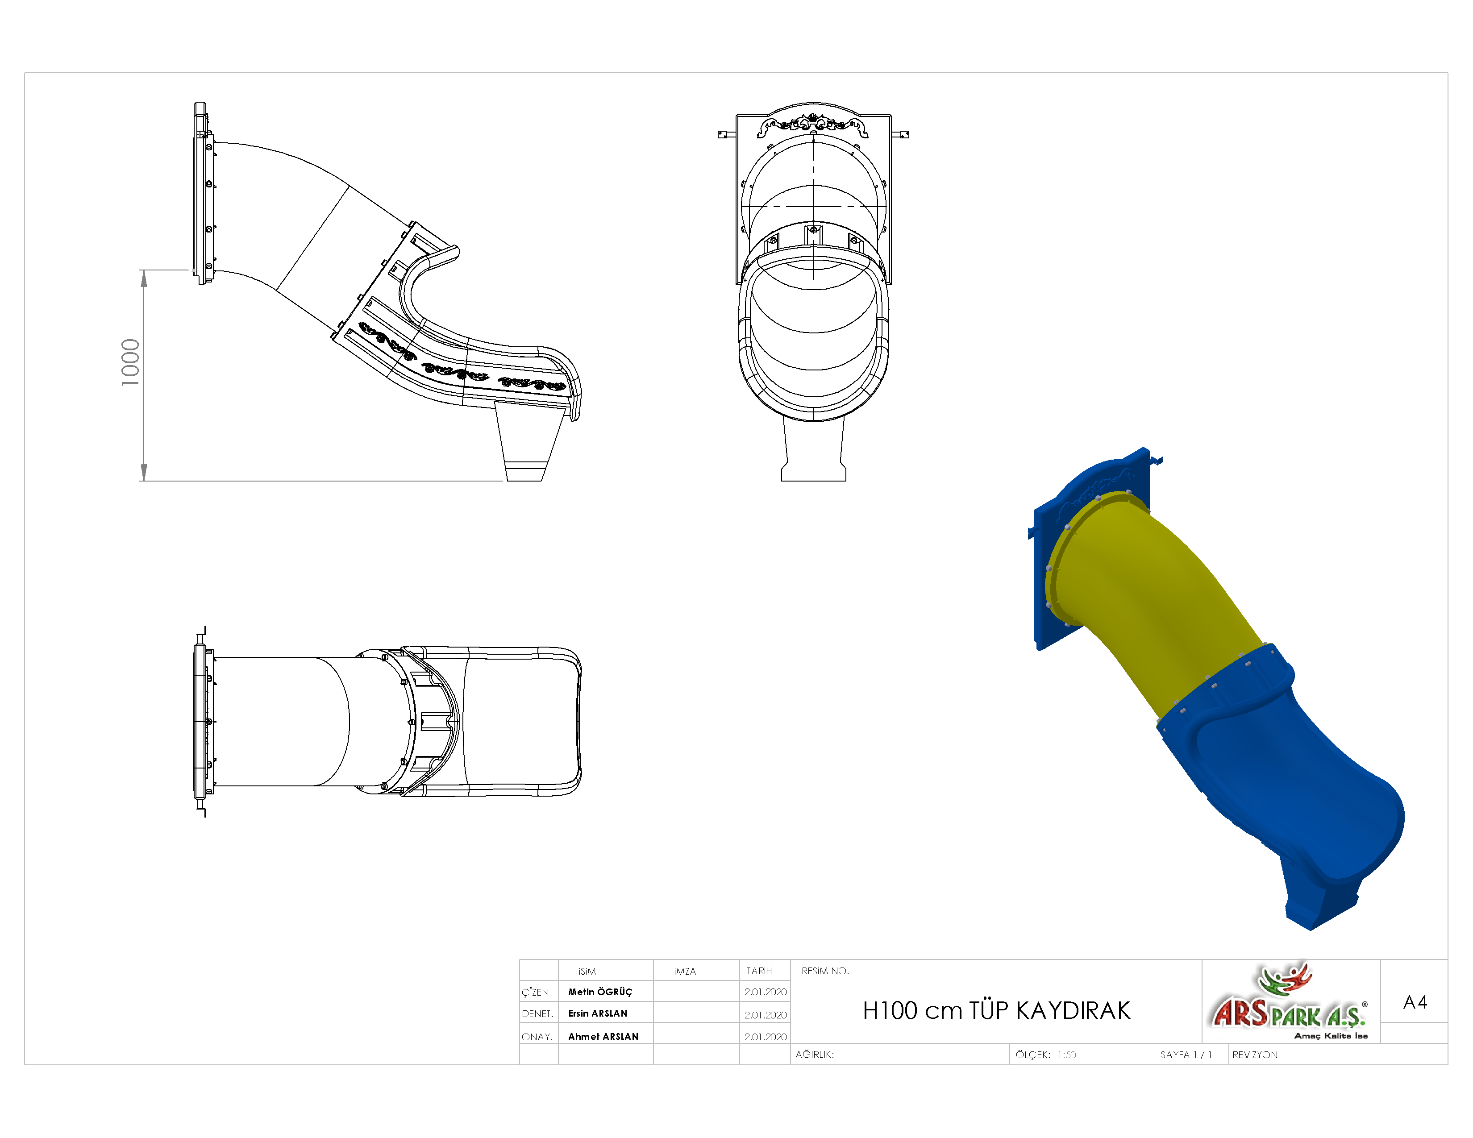 1000
İSİM
İMZA
TARİH
RESİM NO.
ÇİZEN.
Metin ÖGRÜÇ
2.01.2020
DENET.
Ersin ARSLAN
2.01.2020
H100 cm TÜP KAYDIRAK
ONAY.
Ahmet ARSLAN
2.01.2020
ARSPARK A.Ş.®
Amaç Kalite İse
A4
AĞIRLIK:
ÖLÇEK:
SAYFA 1 / 1
REVİZYON